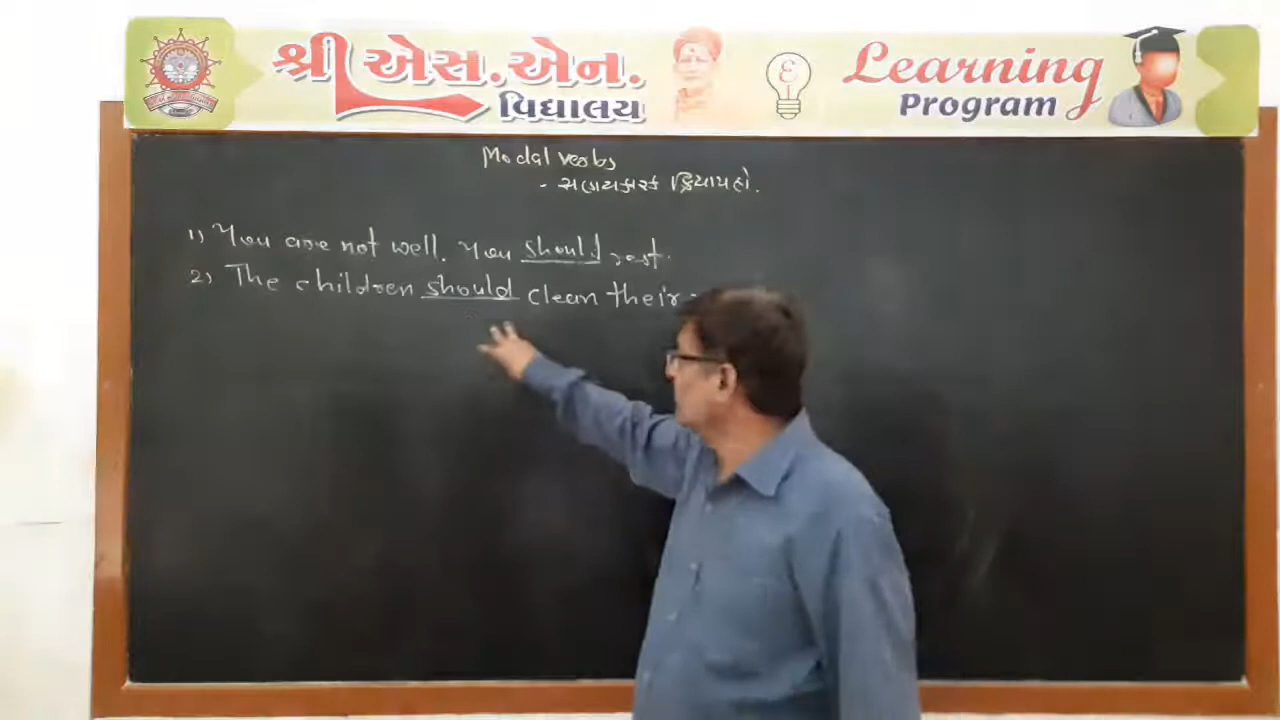 શ્રી એસ.એન. વિદ્યાલય
ε
Learning Program
Modal verbs
- સહાયકારક ક્રિયાપદો.
1) You are not well. You should rest.
2) The children should clean their